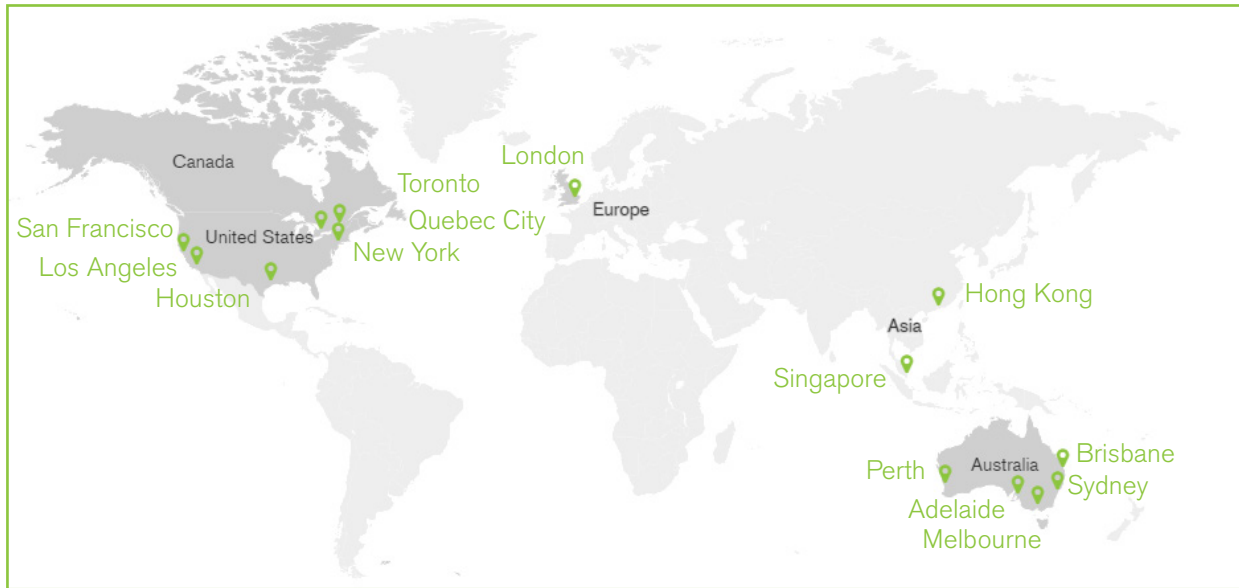 London
Canada
Toronto
Europe
Quebec City
San Francisco
United States
New York
Los Angeles
Houston
Hong Kong
Asia
Singapore
Brisbane
Perth
Australia
Sydney
Adelaide
Melbourne